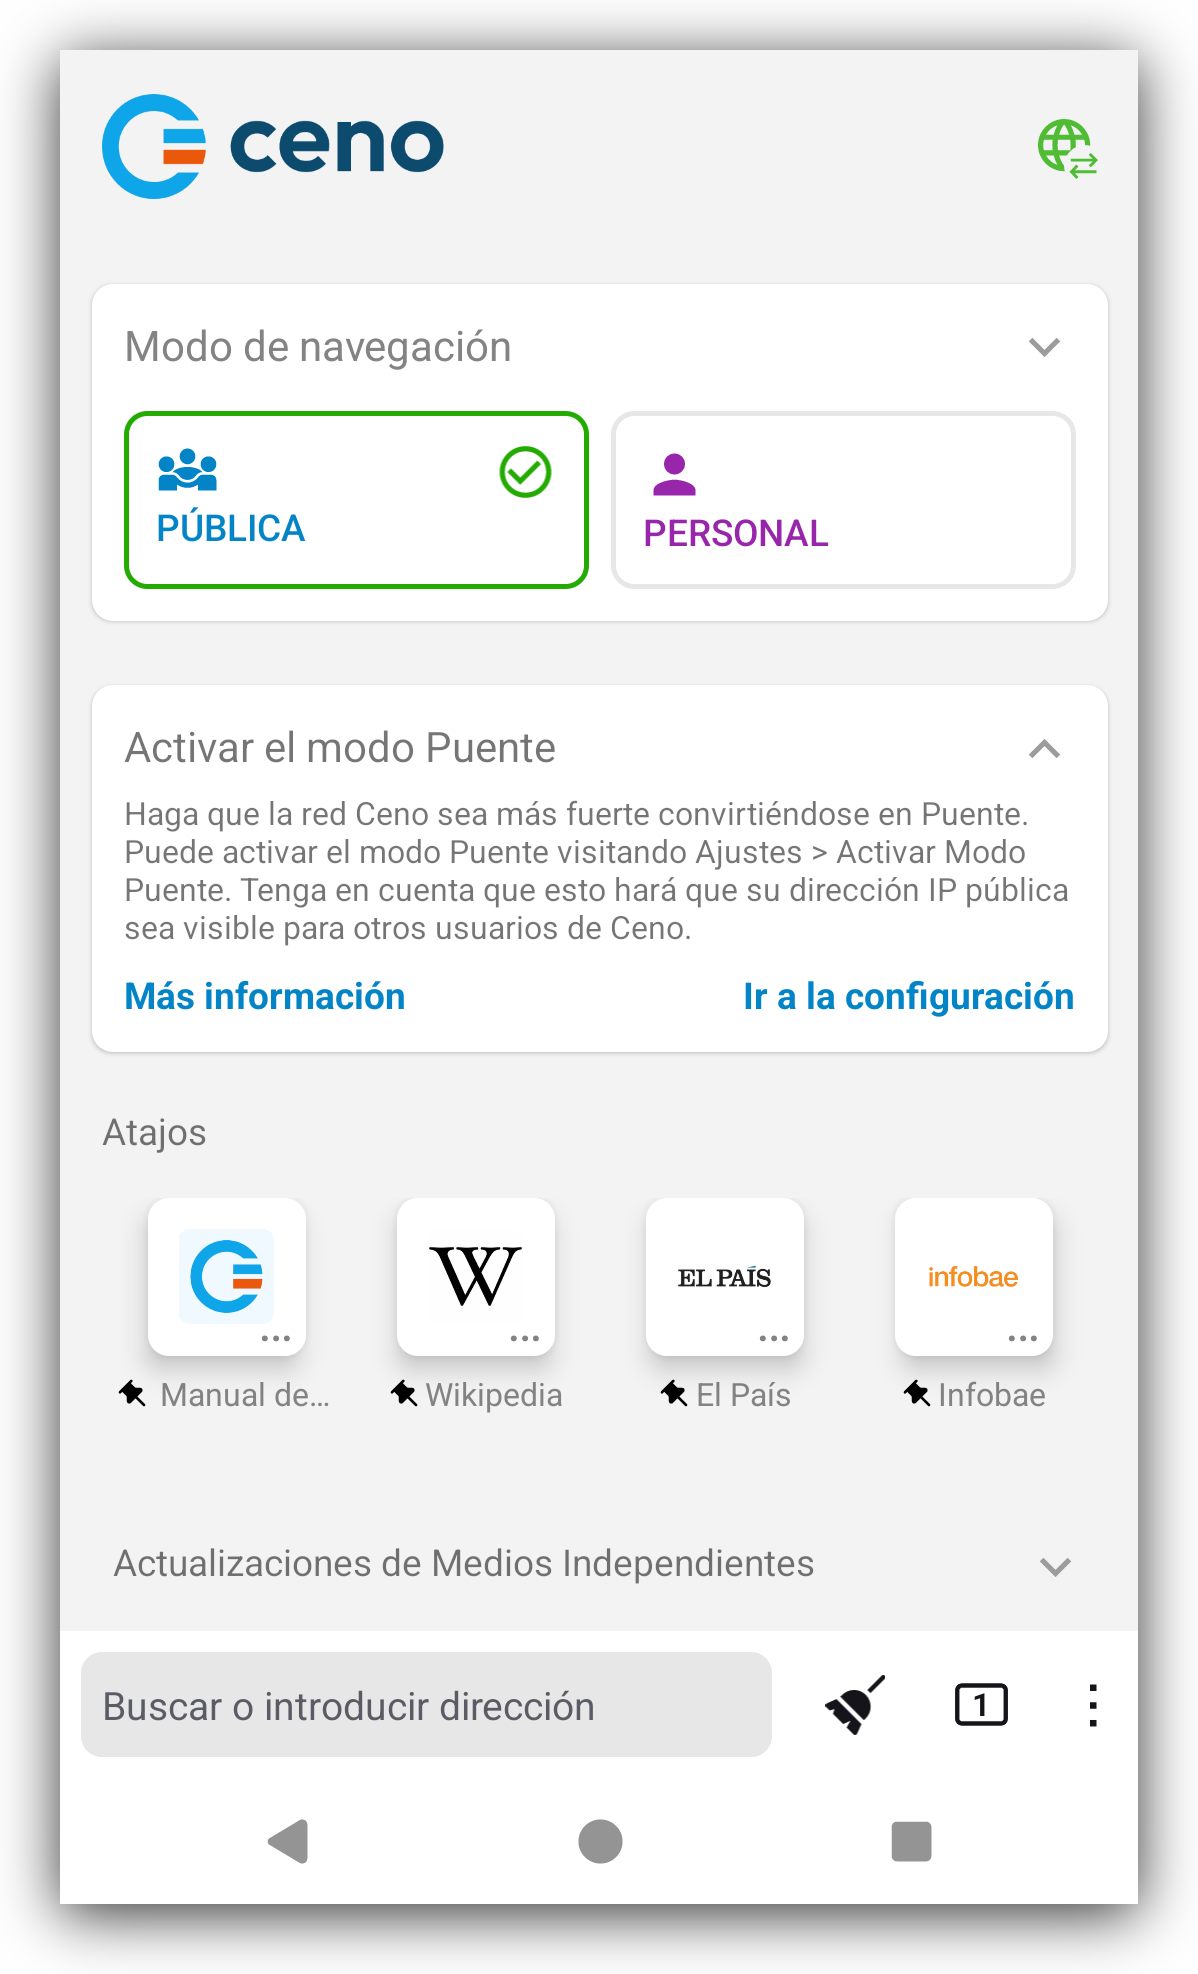 ceno
Modo de navegación
PÚBLICA
PERSONAL
Activar el modo Puente
Haga que la red Ceno sea más fuerte convirtiéndose en Puente.
Puede activar el modo Puente visitando Ajustes > Activar Modo
Puente. Tenga en cuenta que esto hará que su dirección IP pública
sea visible para otros usuarios de Ceno.
Más información
Ir a la configuración
Atajos
W
EL PAÍS
infobae
Manual de...
Wikipedia
El País
Infobae
Actualizaciones de Medios Independientes
Buscar o introducir dirección
1